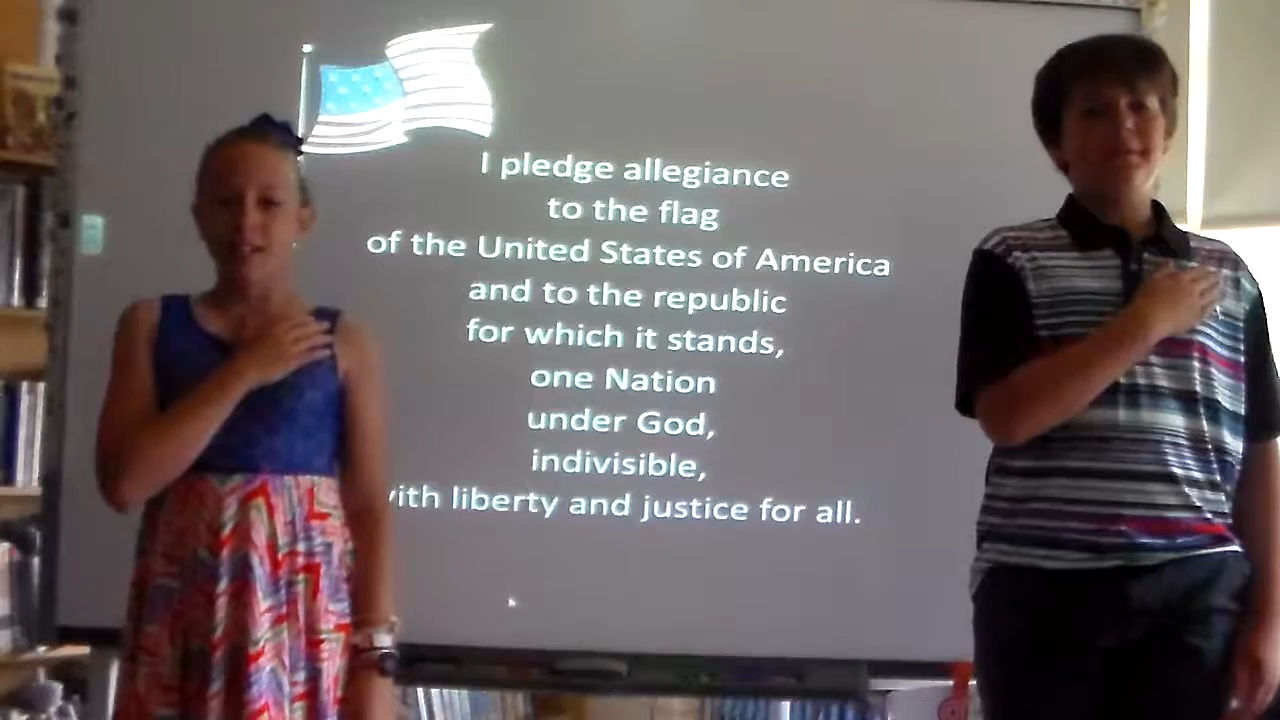 I pledge allegiance
to the flag
of the United States of America
and to the republic
for which it stands,
one Nation
under God,
indivisible,
with liberty and justice for all.